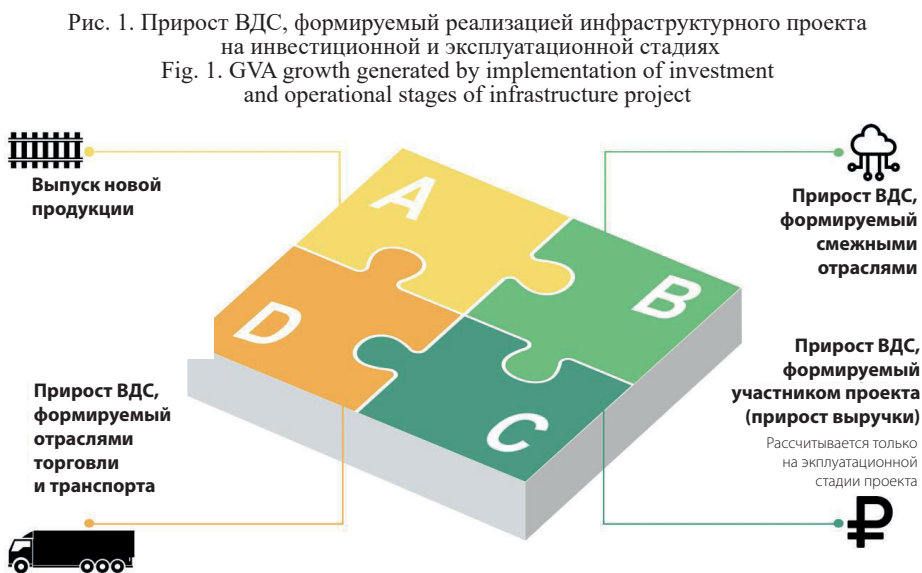 Рис. 1. Прирост ВДС, формируемый реализацией инфраструктурного проекта
на инвестиционной и эксплуатационной стадиях
Fig. 1. GVA growth generated by implementation of investment
and operational stages of infrastructure project
Выпуск новой
продукции
A
Прирост ВДС,
формируемый
смежными
отраслями
B
D
Прирост ВДС,
формируемый
отраслями
торговли
и транспорта
C
Прирост ВДС,
формируемый
участником проекта
(прирост выручки)
Рассчитывается только
на экплуатационной
стадии проекта
₽